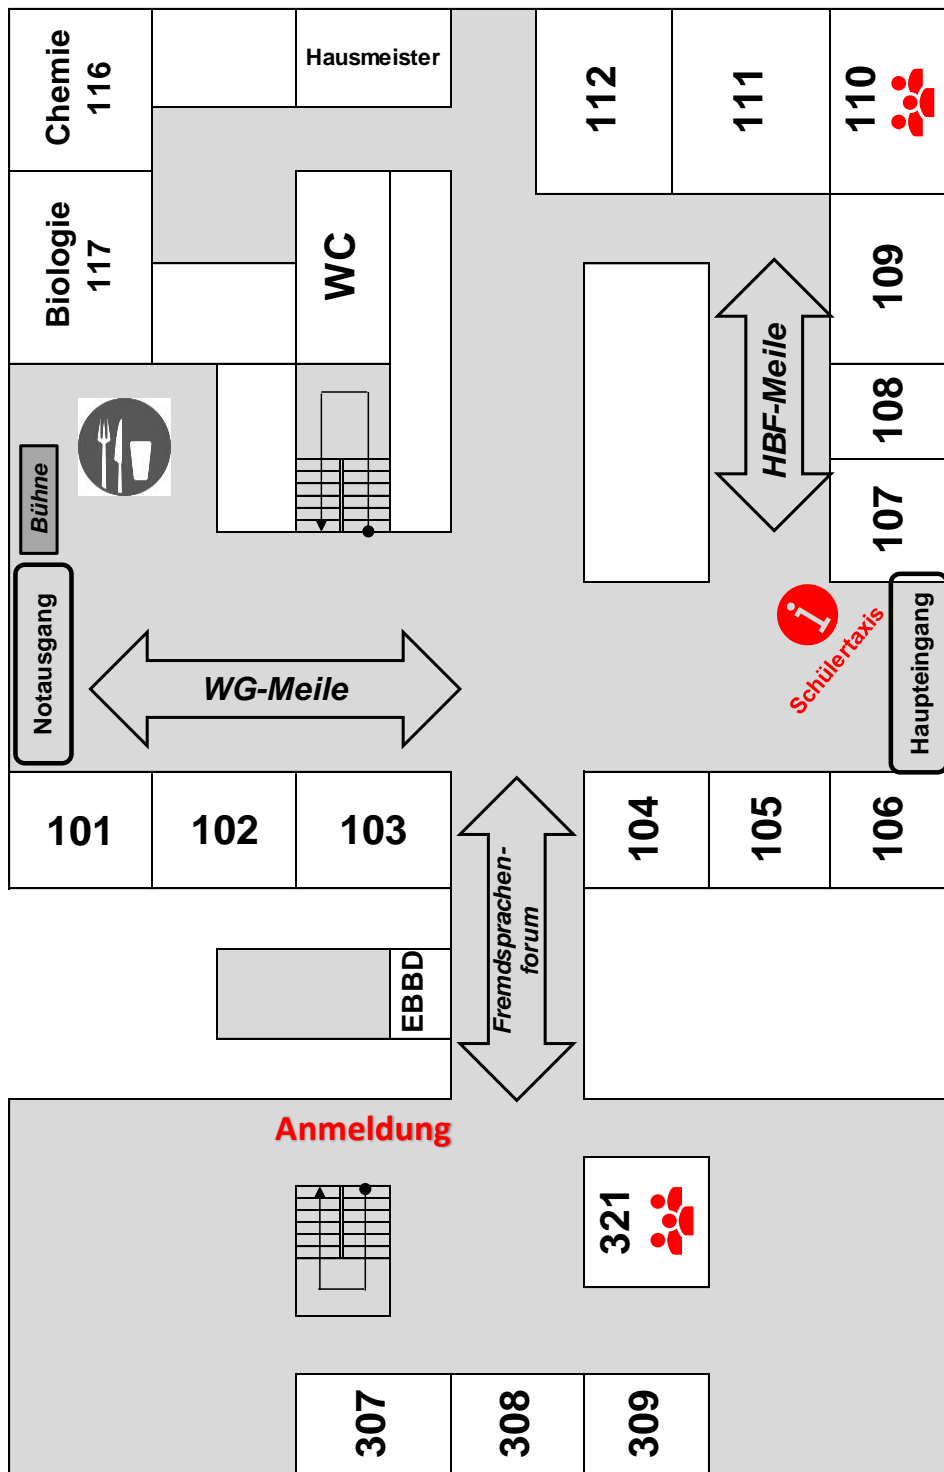 Chemie
116
Hausmeister
112
111
110
Biologie
117
WC
109
HBF-Meile
108
Bühne
107
Notausgang
WG-Meile
i
Schülertaxis
Haupteingang
101
102
103
104
105
106
Fremdsprachen-
forum
EBBD
Anmeldung
321
307
308
309